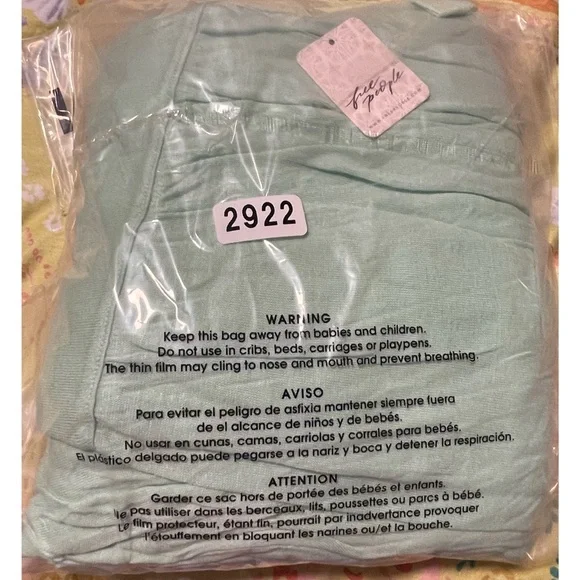 free
people
www.freepeople.com
2922
WARNING
Keep this bag away from babies and children.
Do not use in cribs, beds, carriages or playpens.
The thin film may cling to nose and mouth and prevent breathing.
AVISO
Para evitar el peligro de asfixia mantener siempre fuera
de el alcance de niños y de bebés.
No usar en cunas, camas, carriolas y corrales para bebés.
El plástico delgado puede pegarse a la nariz y boca y detener la respiración.
ATTENTION
Garder ce sac hors de portée des bébés et enfants.
Ne pas utiliser dans les berceaux, lits, poussettes ou parcs à bébé.
Le film protecteur, étant fin, pourrait par inadvertance provoquer
l'étouffement en bloquant les narines ou/et la bouche.